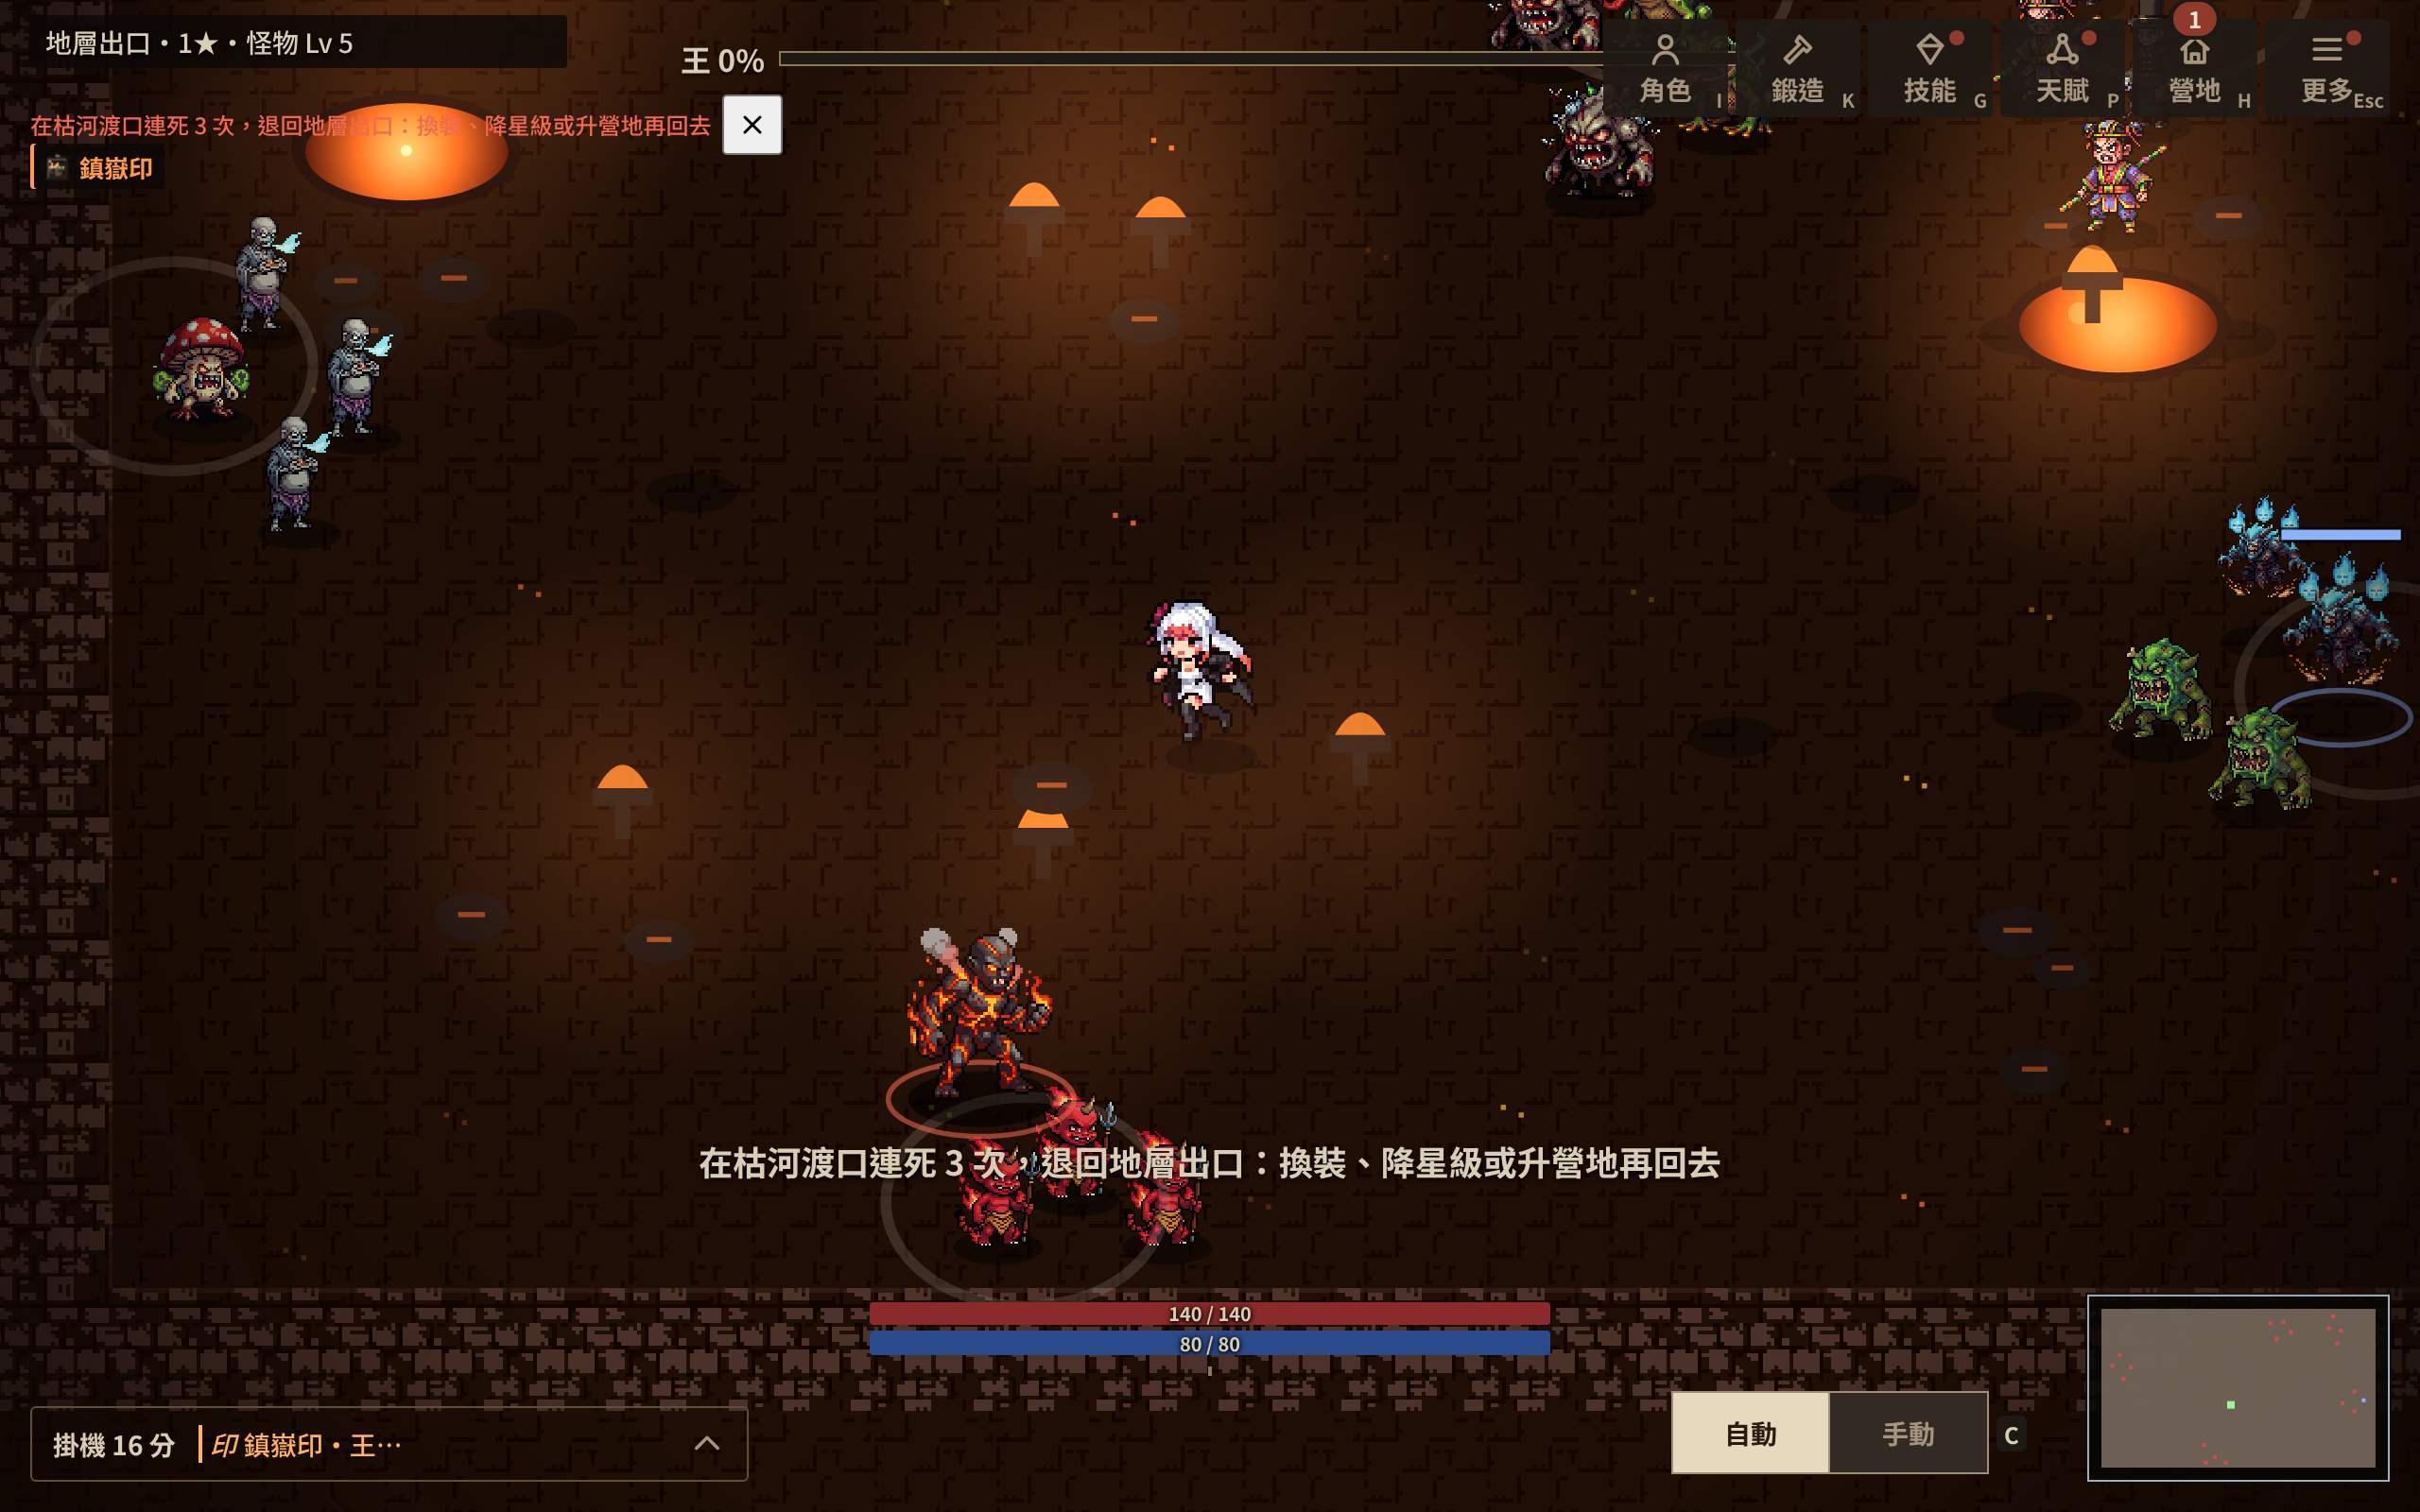 地層出口・1★・怪物 Lv 5
王 0%
1
角色 I
鍛造 K
技能 G
天賦 P
營地 H
更多 Esc
在枯河渡口連死 3 次，退回地層出口：換裝、降星級或升營地再回去
鎮嶽印
在枯河渡口連死 3 次，退回地層出口：換裝、降星級或升營地再回去
140 / 140
80 / 80
掛機 16 分
印 鎮嶽印・王…
自動
手動
C